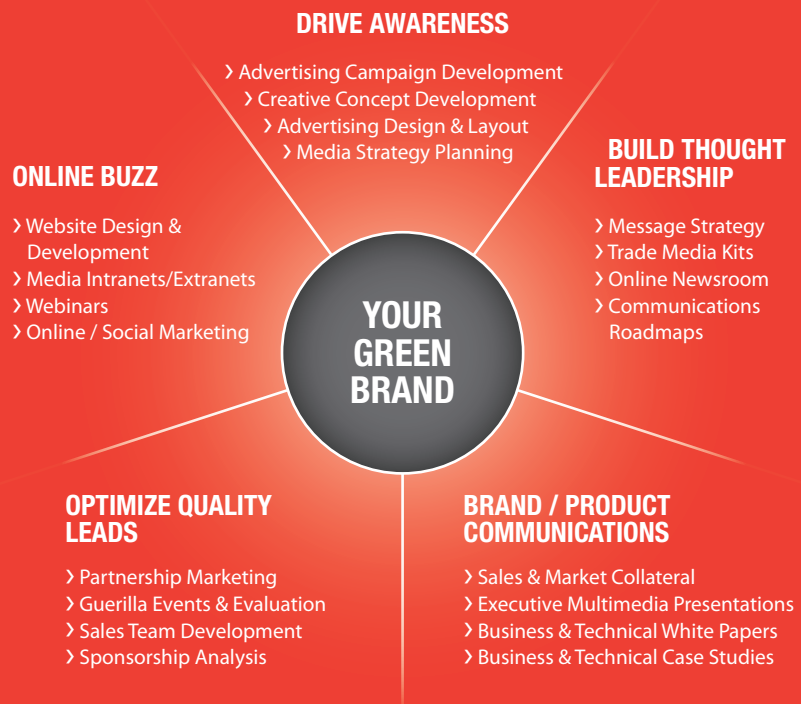 DRIVE AWARENESS
› Advertising Campaign Development
› Creative Concept Development
› Advertising Design & Layout
› Media Strategy Planning
BUILD THOUGHT
LEADERSHIP
› Message Strategy
› Trade Media Kits
› Online Newsroom
› Communications
Roadmaps
ONLINE BUZZ
› Website Design &
Development
› Media Intranets/Extranets
› Webinars
› Online / Social Marketing
YOUR
GREEN
BRAND
OPTIMIZE QUALITY
LEADS
› Partnership Marketing
› Guerilla Events & Evaluation
› Sales Team Development
› Sponsorship Analysis
BRAND / PRODUCT
COMMUNICATIONS
› Sales & Market Collateral
› Executive Multimedia Presentations
› Business & Technical White Papers
› Business & Technical Case Studies